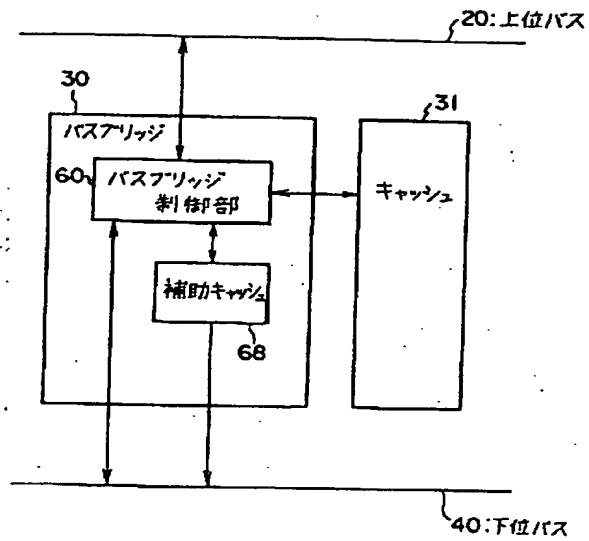 20:上位バス
30
31
バスブリッジ
60
バスブリッジ
制御部
キャッシュ
補助キャッシュ
68
40:下位バス